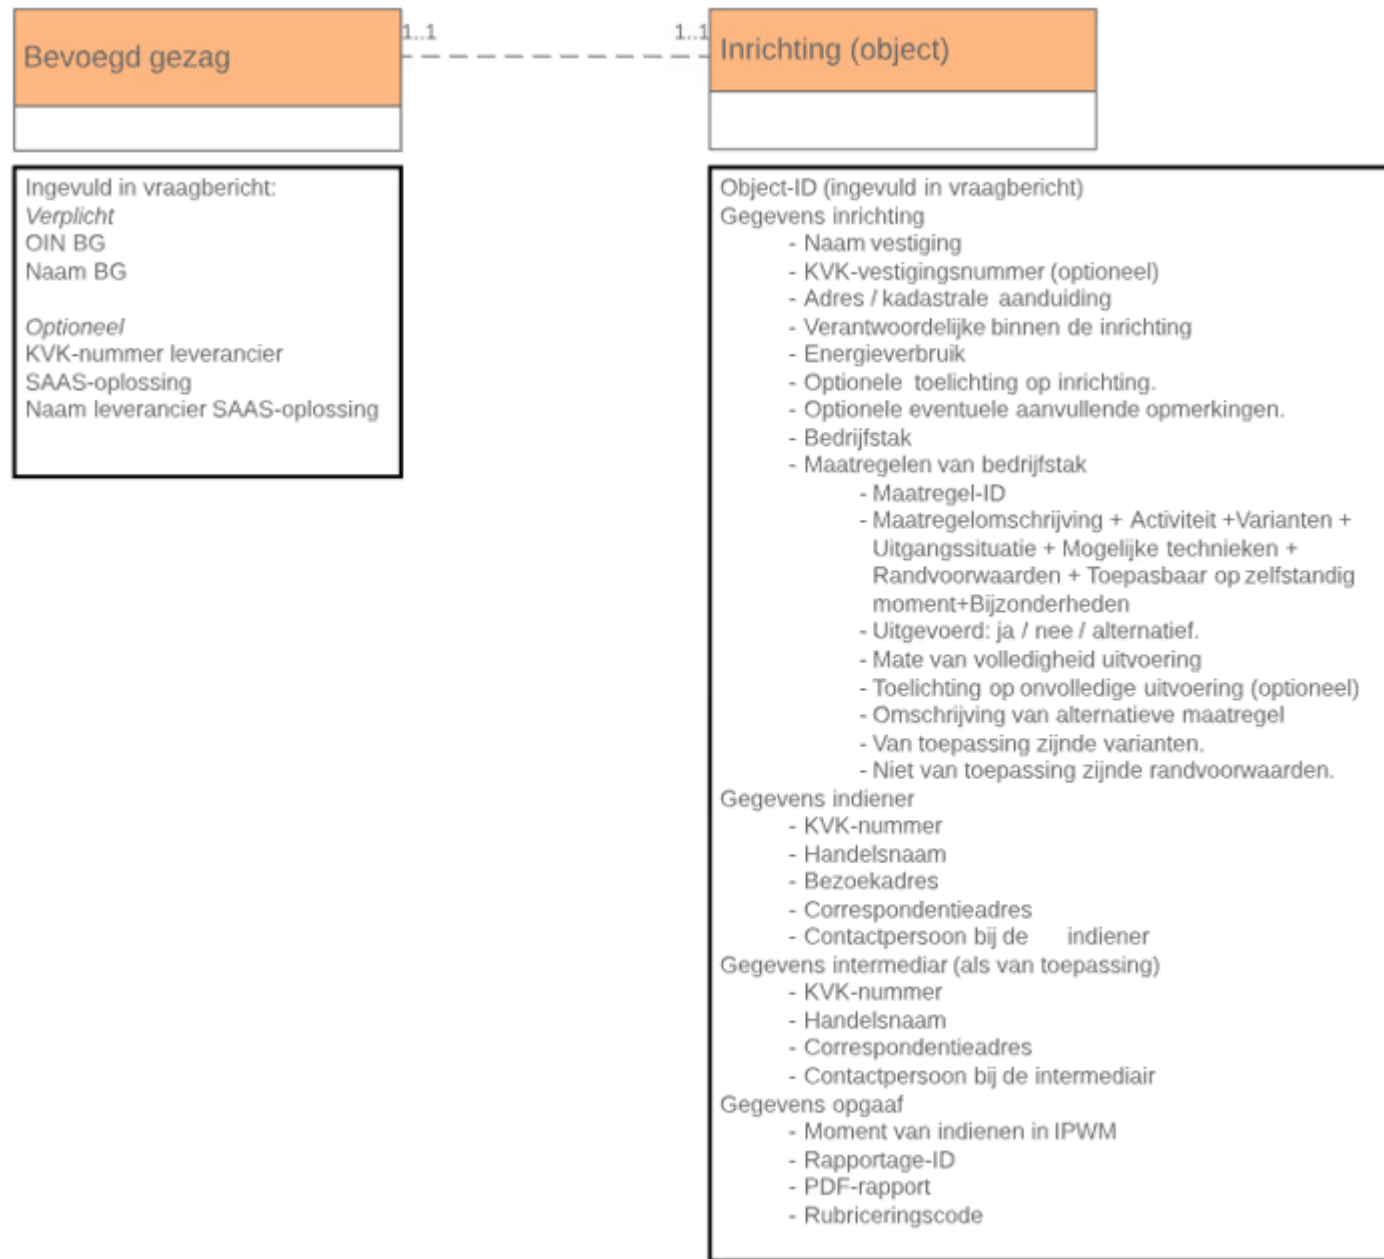 Bevoegd gezag
1..1
1..1
Inrichting (object)
Ingevuld in vraagbericht:
Verplicht
OIN BG
Naam BG
Optioneel
KVK-nummer leverancier
SAAS-oplossing
Naam leverancier SAAS-oplossing
Object-ID (ingevuld in vraagbericht)
Gegevens inrichting
- Naam vestiging
- KVK-vestigingsnummer (optioneel)
- Adres / kadastrale aanduiding
- Verantwoordelijke binnen de inrichting
- Energieverbruik
- Optionele toelichting op inrichting.
- Optionele eventuele aanvullende opmerkingen.
- Bedrijfstak
- Maatregelen van bedrijfstak
- Maatregel-ID
- Maatregelomschrijving + Activiteit +Varianten +
Uitgangssituatie + Mogelijke technieken +
Randvoorwaarden + Toepasbaar op zelfstandig
moment+Bijzonderheden
- Uitgevoerd: ja / nee / alternatief.
- Mate van volledigheid uitvoering
- Toelichting op onvolledige uitvoering (optioneel)
- Omschrijving van alternatieve maatregel
- Van toepassing zijnde varianten.
- Niet van toepassing zijnde randvoorwaarden.
Gegevens indiener
- KVK-nummer
- Handelsnaam
- Bezoekadres
- Correspondentieadres
- Contactpersoon bij de indiener
Gegevens intermediar (als van toepassing)
- KVK-nummer
- Handelsnaam
- Correspondentieadres
- Contactpersoon bij de intermediair
Gegevens opgaaf
- Moment van indienen in IPWM
- Rapportage-ID
- PDF-rapport
- Rubriceringscode